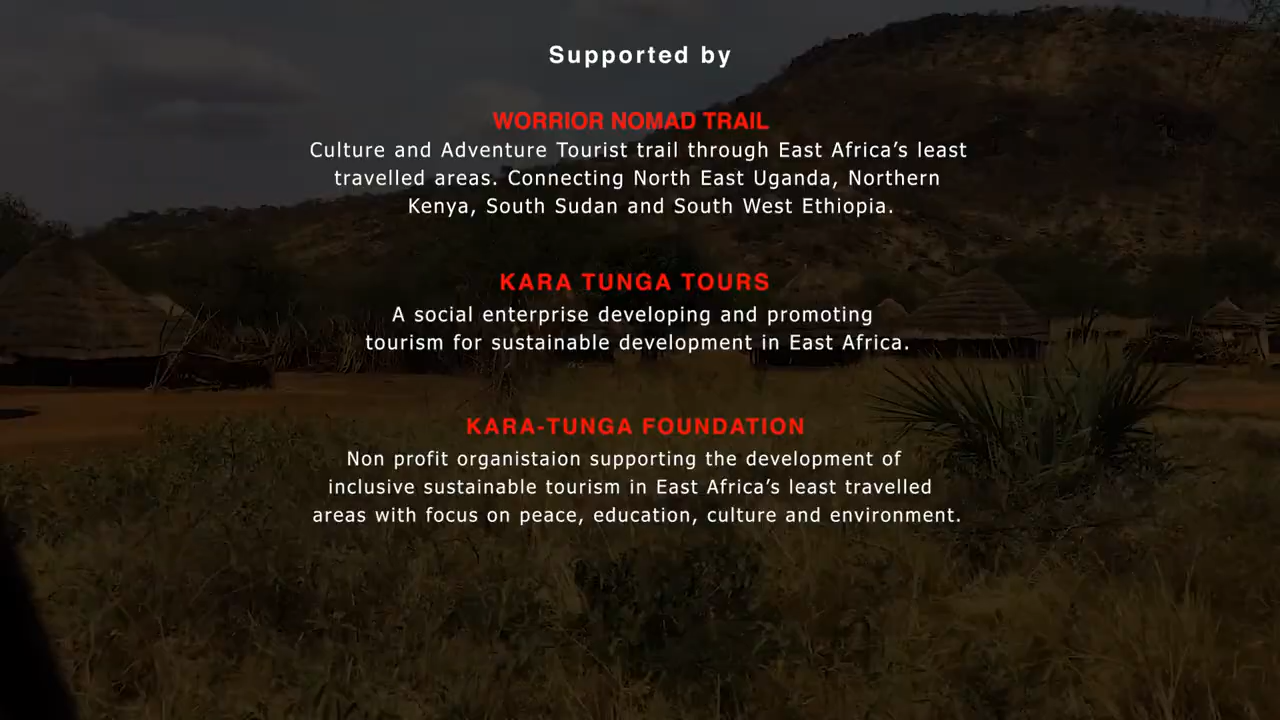 Supported by
WORRIOR NOMAD TRAIL
Culture and Adventure Tourist trail through East Africa’s least
travelled areas. Connecting North East Uganda, Northern
Kenya, South Sudan and South West Ethiopia.
KARA TUNGA TOURS
A social enterprise developing and promoting
tourism for sustainable development in East Africa.
KARA-TUNGA FOUNDATION
Non profit organistaion supporting the development of
inclusive sustainable tourism in East Africa’s least travelled
areas with focus on peace, education, culture and environment.